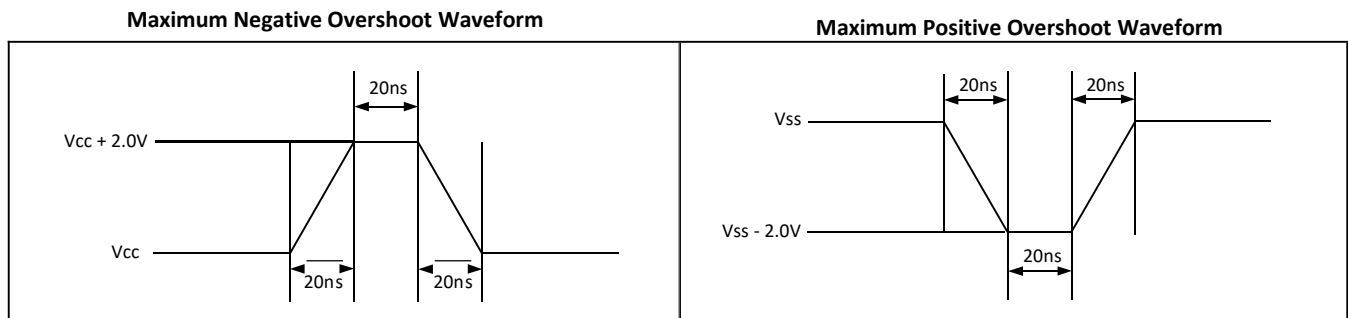 Maximum Negative Overshoot Waveform
20ns
Vcc + 2.0V
Vcc
20ns
20ns
Maximum Positive Overshoot Waveform
20ns
20ns
Vss
Vss - 2.0V
20ns